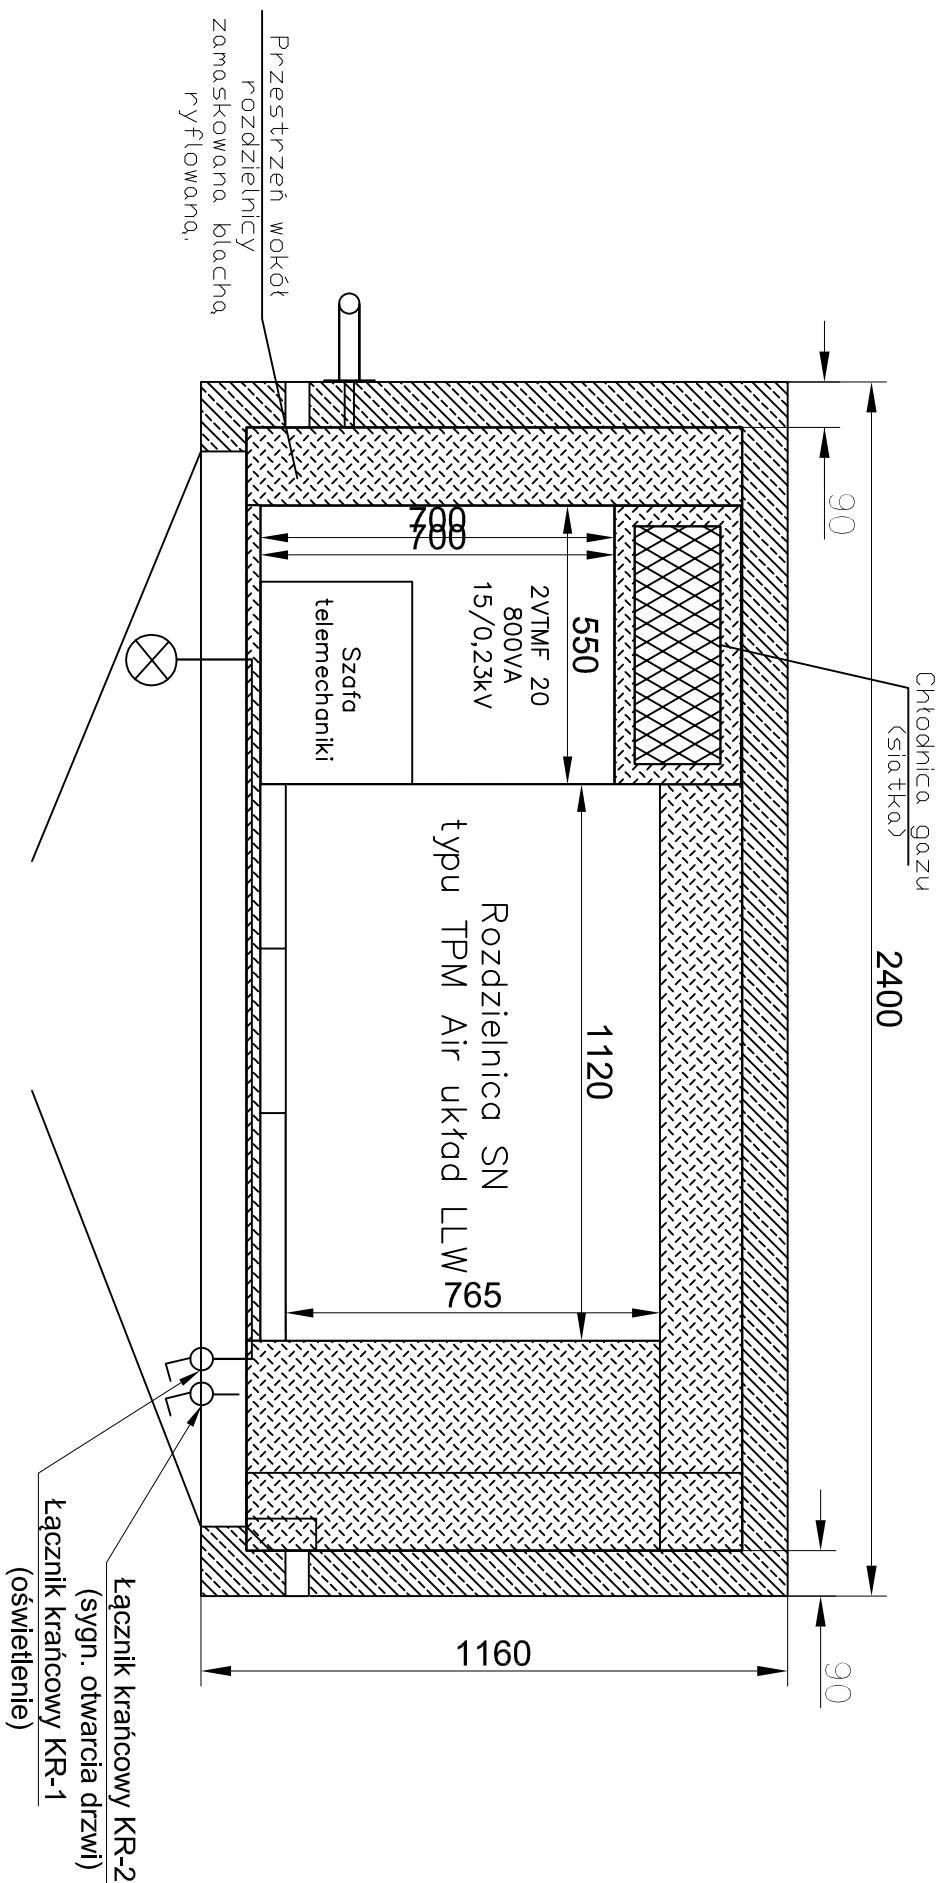 Przestrzeń wokół
rozdzielnicy
zamaskowana blachą
ryflowaną.
Chłodnica gazu
(siatka)
2400
90
90
700
700
550
2VTMF 20
800VA
15/0,23kV
Szafa
telemechaniki
1120
Rozdzielnica SN
typu TPM Air układ LLW
765
1160
Łącznik krańcowy KR-2
(sygn. otwarcia drzwi)
Łącznik krańcowy KR-1
(oświetlenie)